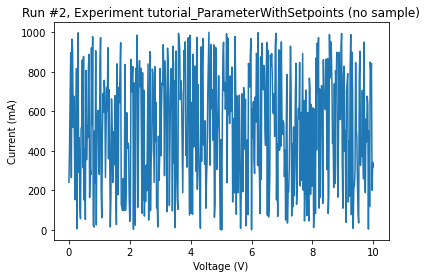 Run #2, Experiment tutorial_ParameterWithSetpoints (no sample)
Current (mA)
1000
800
600
400
200
0
0 2 4 6 8 10
Voltage (V)